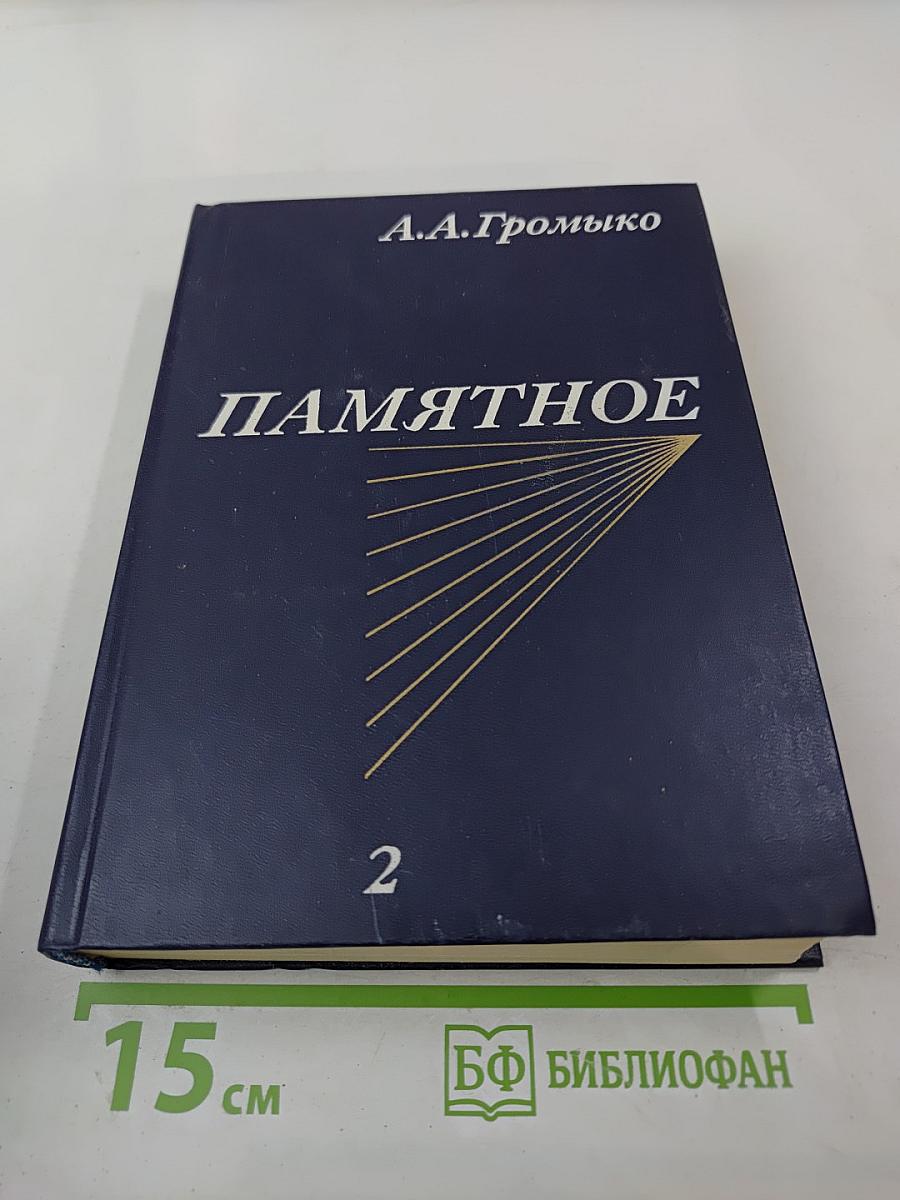 А.А.Громыко
ПАМЯТНОЕ
2
15 см
БФ БИБЛИОФАН